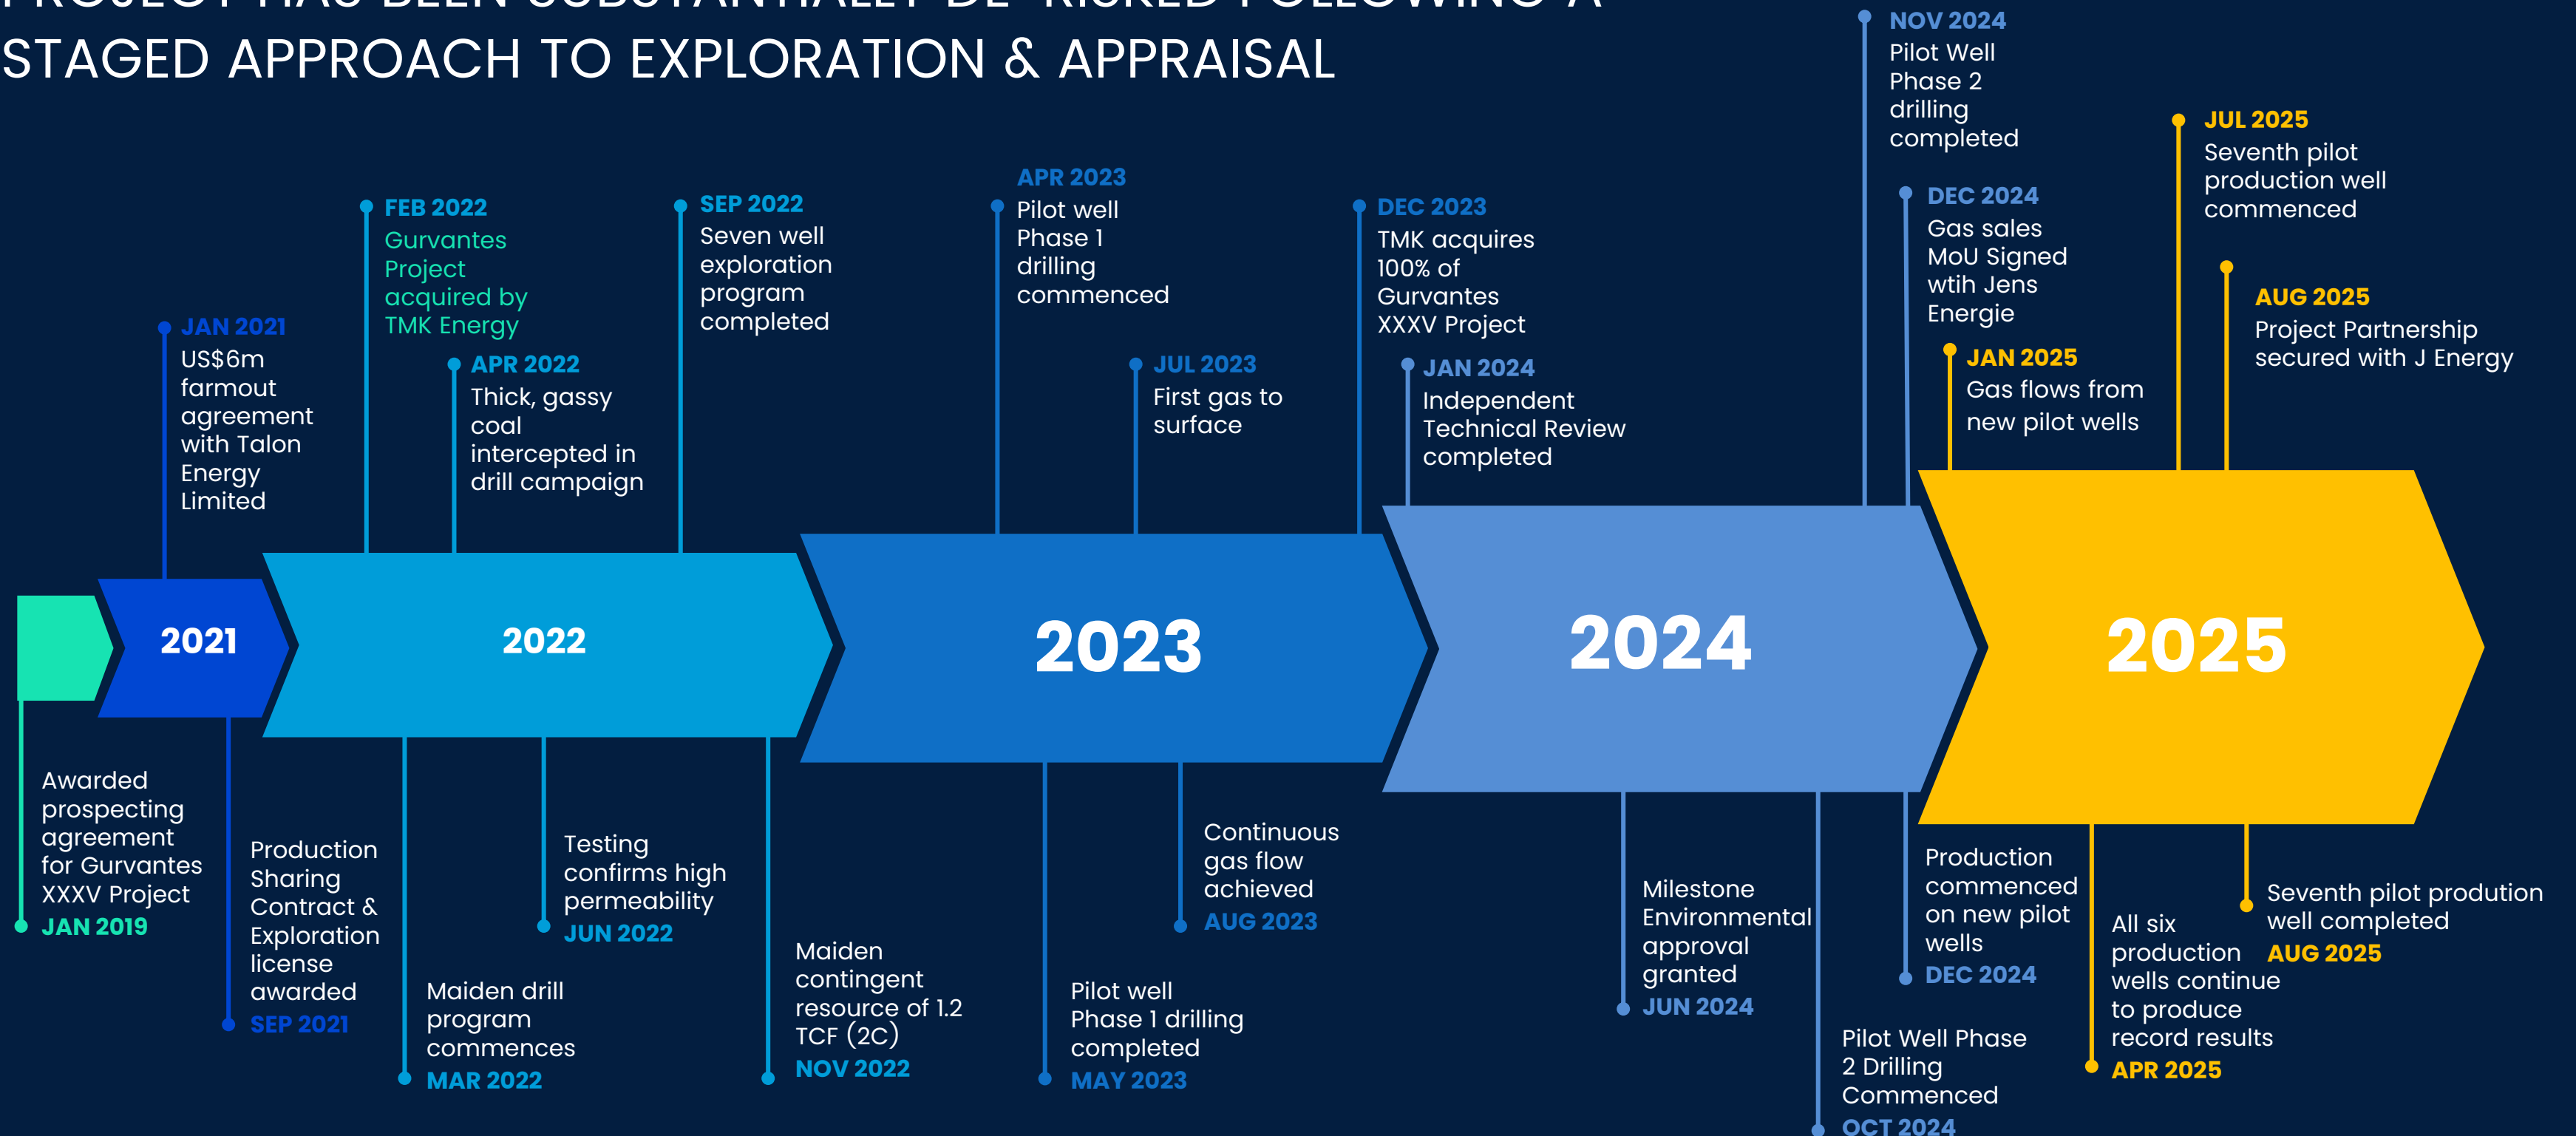 PROJECT HAS BEEN SUBSTANTIALLY DE-RISKED FOLLOWING A
STAGED APPROACH TO EXPLORATION & APPRAISAL
JAN 2021
US$6m
farmout
agreement
with Talon
Energy
Limited
FEB 2022
Gurvantes
Project
acquired by
TMK Energy
APR 2022
Thick, gassy
coal
intercepted in
drill campaign
SEP 2022
Seven well
exploration
program
completed
APR 2023
Pilot well
Phase 1
drilling
commenced
JUL 2023
First gas to
surface
DEC 2023
TMK acquires
100% of
Gurvantes
XXXV Project
JAN 2024
Independent
Technical Review
completed
NOV 2024
Pilot Well
Phase 2
drilling
completed
DEC 2024
Gas sales
MoU Signed
wtih Jens
Energie
JAN 2025
Gas flows from
new pilot wells
JUL 2025
Seventh pilot
production well
commenced
AUG 2025
Project Partnership
secured with J Energy
2021
2022
2023
2024
2025
Awarded
prospecting
agreement
for Gurvantes
XXXV Project
JAN 2019
Production
Sharing
Contract &
Exploration
license
awarded
SEP 2021
Maiden drill
program
commences
MAR 2022
Testing
confirms high
permeability
JUN 2022
Maiden
contingent
resource of 1.2
TCF (2C)
NOV 2022
Pilot well
Phase 1 drilling
completed
MAY 2023
Continuous
gas flow
achieved
AUG 2023
Milestone
Environmental
approval
granted
JUN 2024
Pilot Well Phase
2 Drilling
Commenced
OCT 2024
Production
commenced
on new pilot
wells
DEC 2024
All six
production
wells continue
to produce
record results
APR 2025
Seventh pilot prodution
well completed
AUG 2025